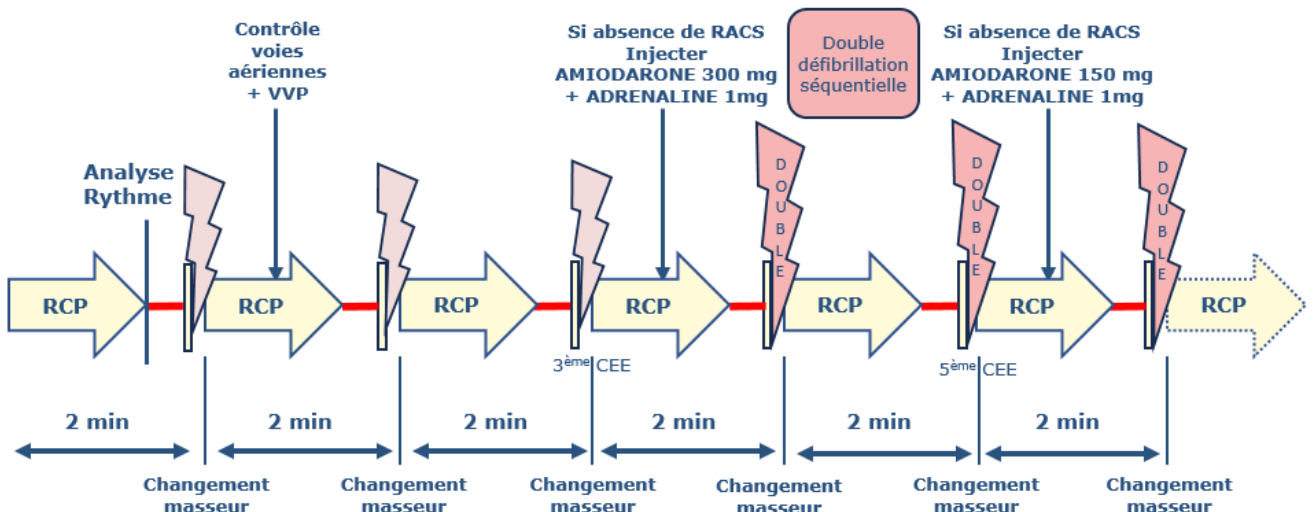 Contrôle
voies
aériennes
+ VVP
Si absence de RACS
Injecter
AMIODARONE 300 mg
+ ADRENALINE 1mg
Double
défibrillation
séquentielle
Si absence de RACS
Injecter
AMIODARONE 150 mg
+ ADRENALINE 1mg
Analyse
Rythme
DOUBLE
DOUBLE
DOUBLE
RCP
RCP
RCP
RCP
RCP
RCP
RCP
3ème CEE
5ème CEE
2 min
2 min
2 min
2 min
2 min
2 min
Changement
masseur
Changement
masseur
Changement
masseur
Changement
masseur
Changement
masseur
Changement
masseur